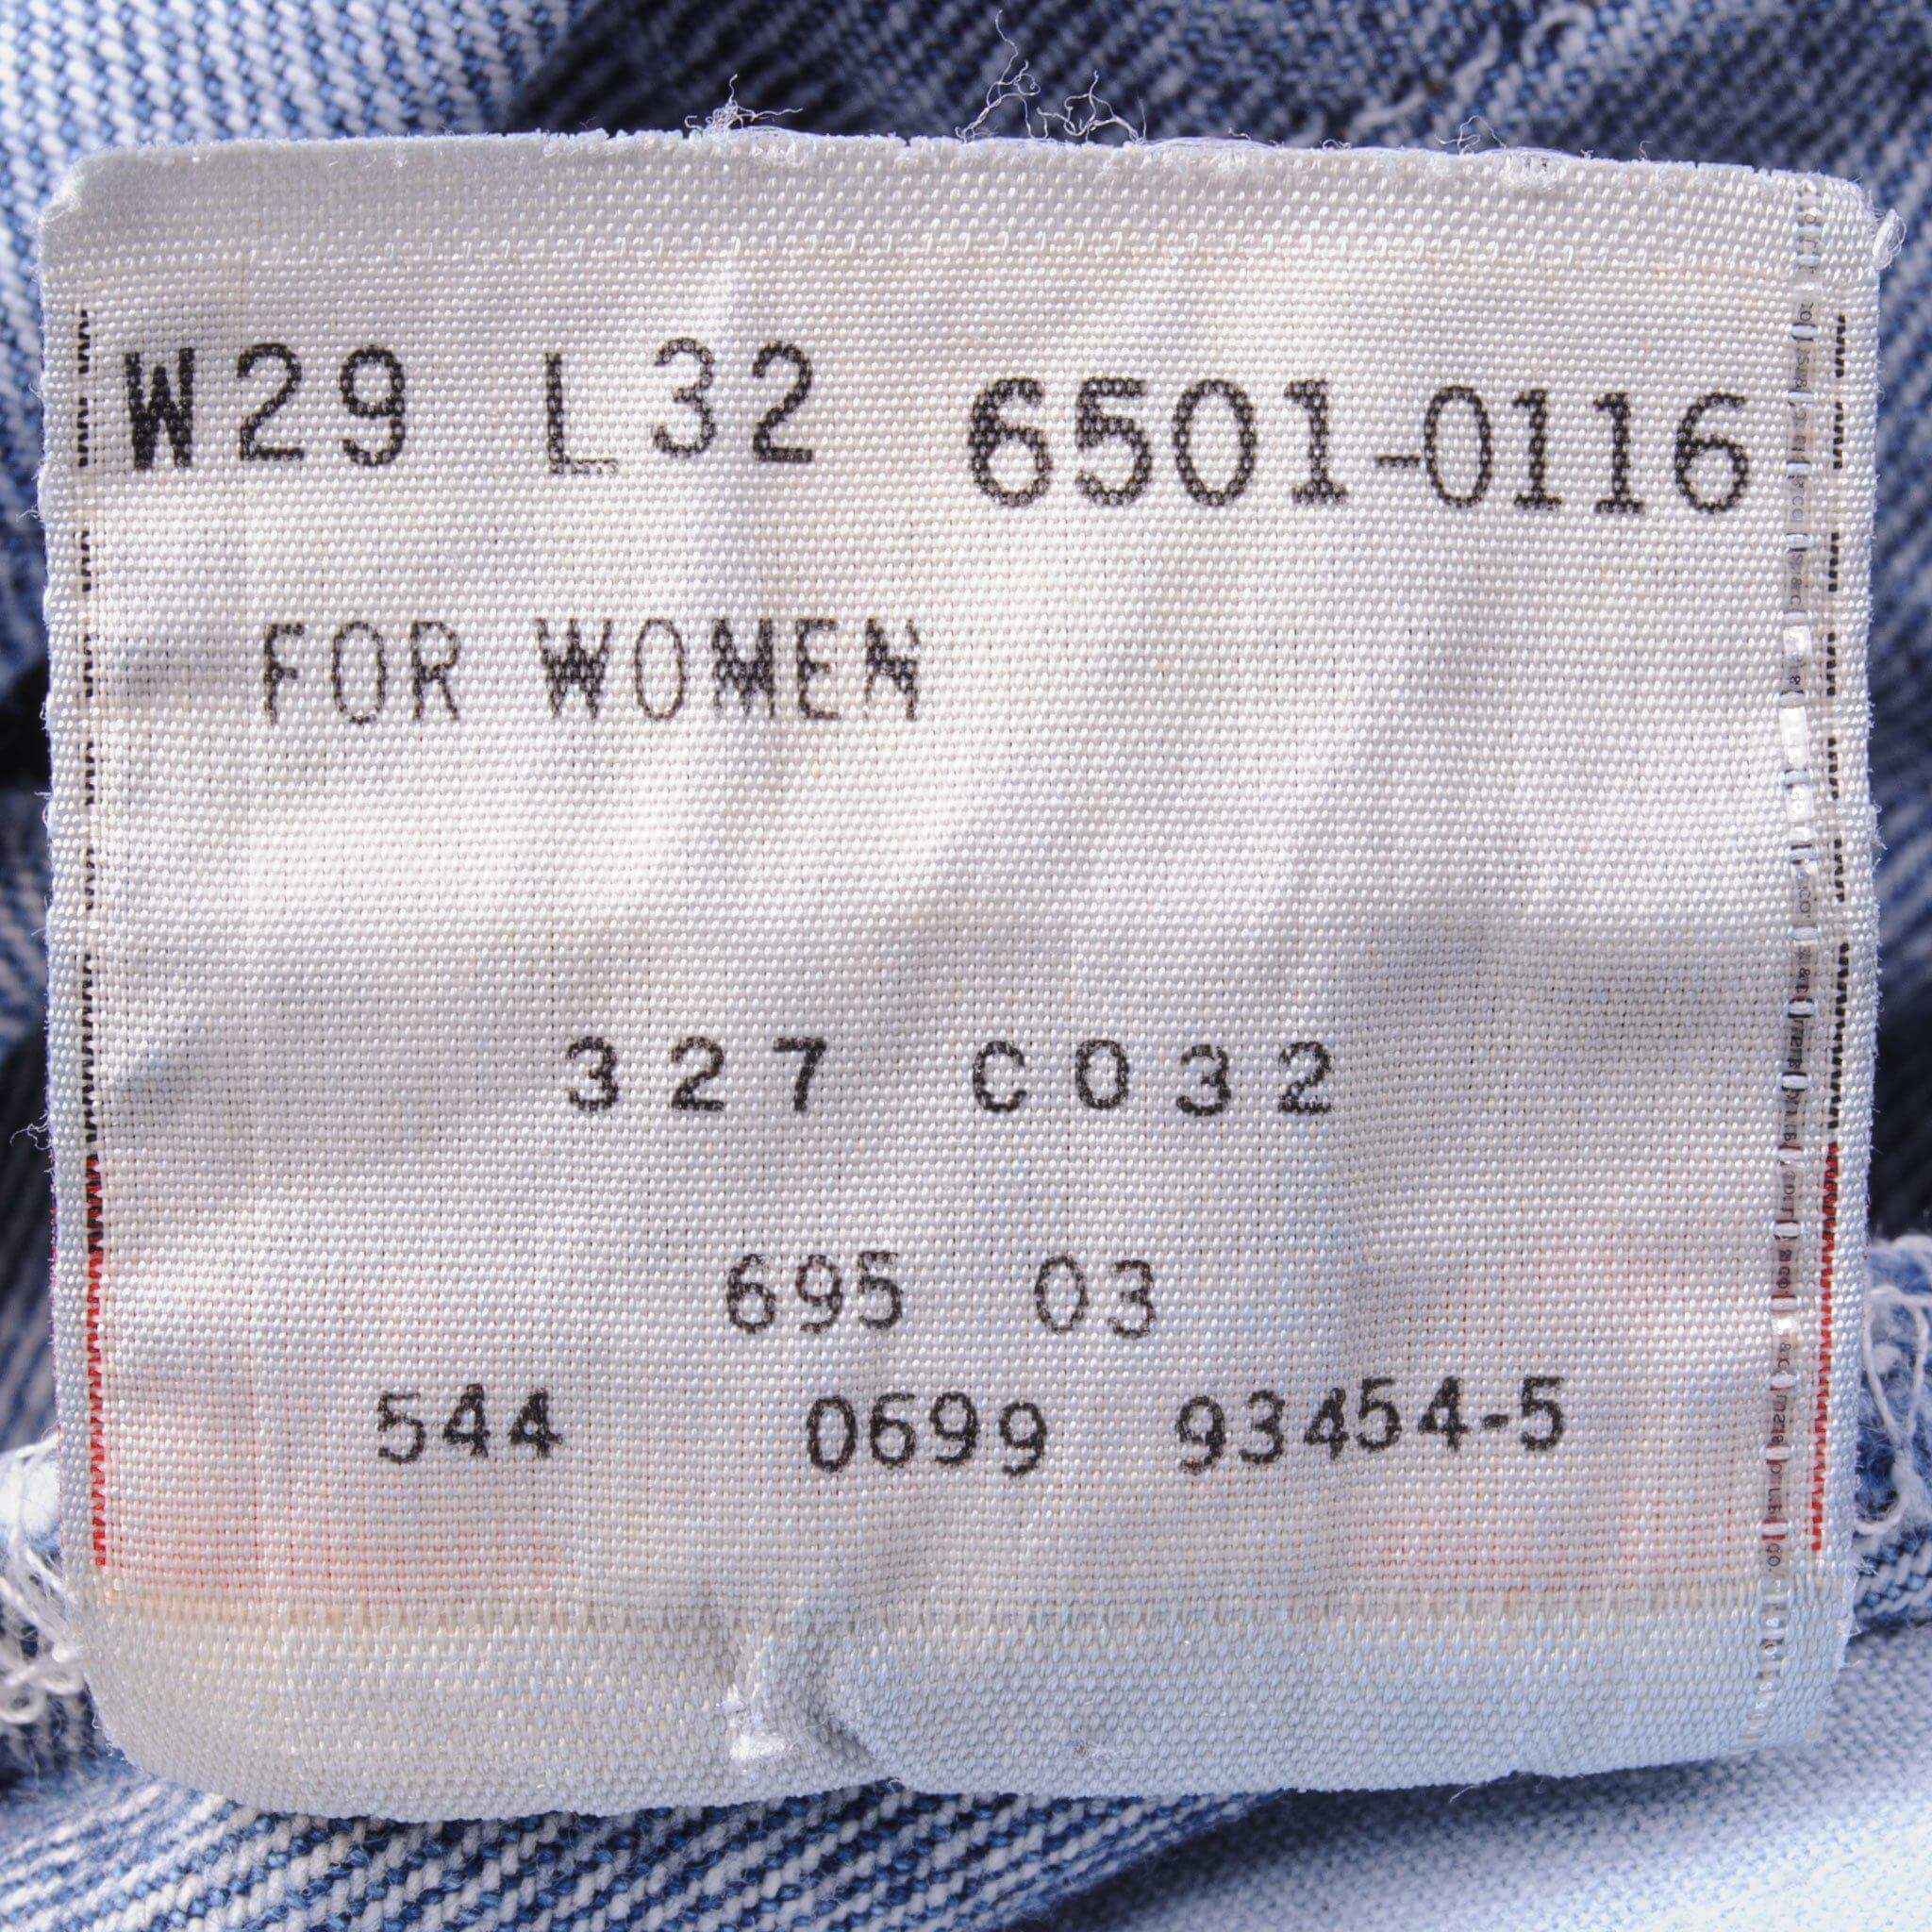 W29 L32 6501-0116
FOR WOMEN
327 C032
695 03
544 0699 93454-5